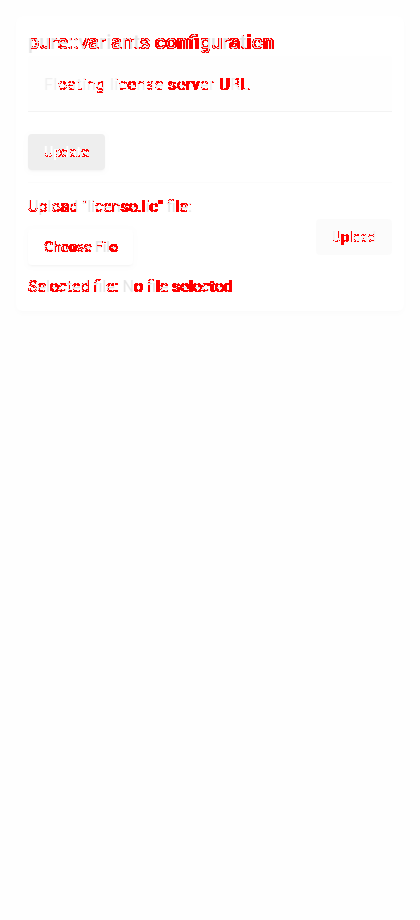 pure::variants configuration
Floating license server URL
Update
Upload "license.lic" file:
Upload
Choose File
Selected file: No file selected